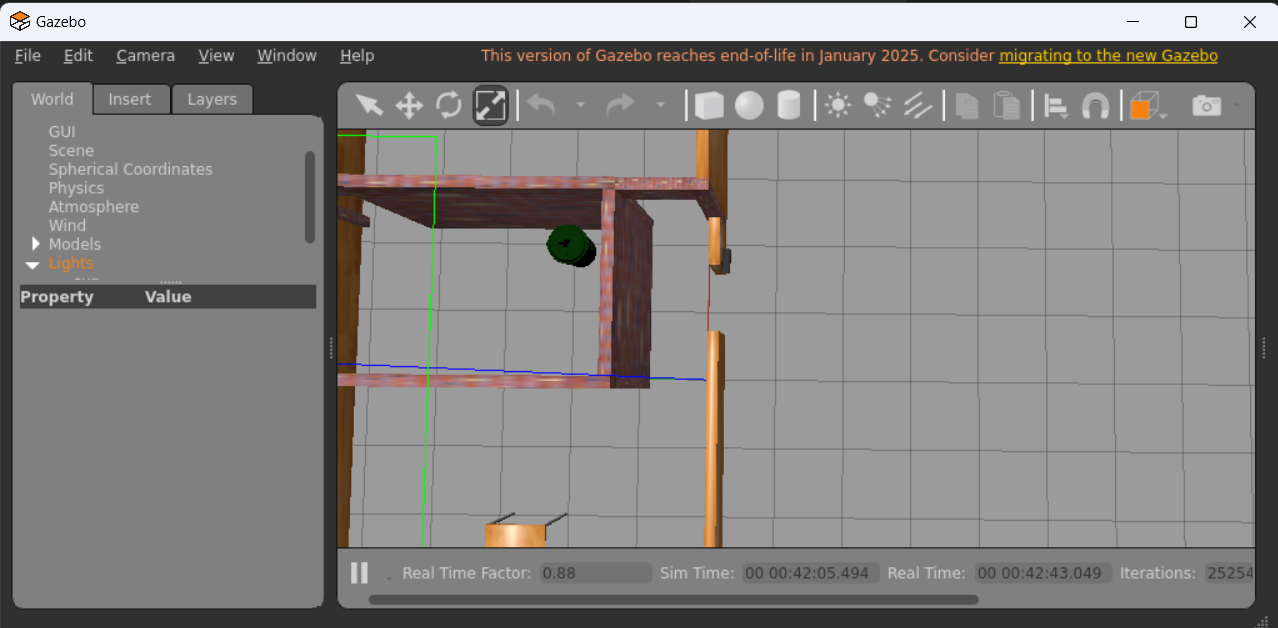 Gazebo
File Edit Camera View Window Help This version of Gazebo reaches end-of-life in January 2025. Consider migrating to the new Gazebo
World Insert Layers
GUI
Scene
Spherical Coordinates
Physics
Atmosphere
Wind
Models
Lights
Property Value
Real Time Factor: 0.88 Sim Time: 00 00:42:05.494 Real Time: 00 00:42:43.049 Iterations: 25254